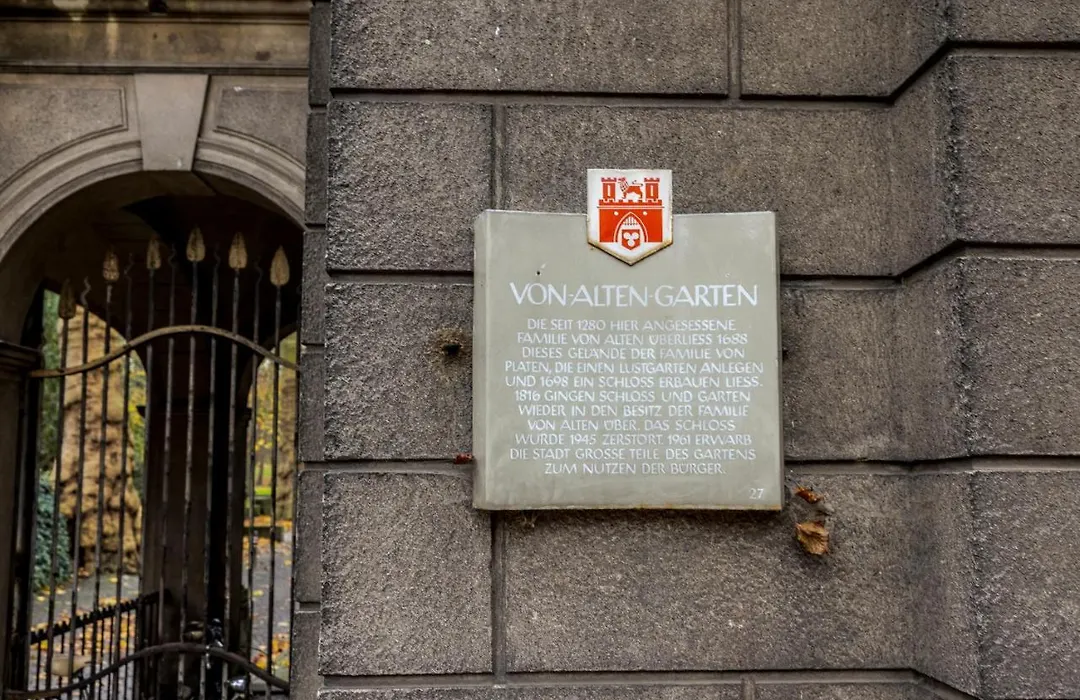 VON-ALTEN-GARTEN
DIE SEIT 1280 HIER ANGESESSENE
FAMILIE VON ALTEN ÜBERLIESS 1688
DIESES GELÄNDE DER FAMILIE VON
PLATEN, DIE EINEN LUSTGARTEN ANLEGEN
UND 1698 EIN SCHLOSS ERBAUEN LIESS.
1816 GINGEN SCHLOSS UND GARTEN
WIEDER IN DEN BESITZ DER FAMILIE
VON ALTEN ÜBER. DAS SCHLOSS
WURDE 1945 ZERSTÖRT 1961 ERWARB
DIE STADT GROSSE TEILE DES GARTENS
ZUM NUTZEN DER BÜRGER.
27